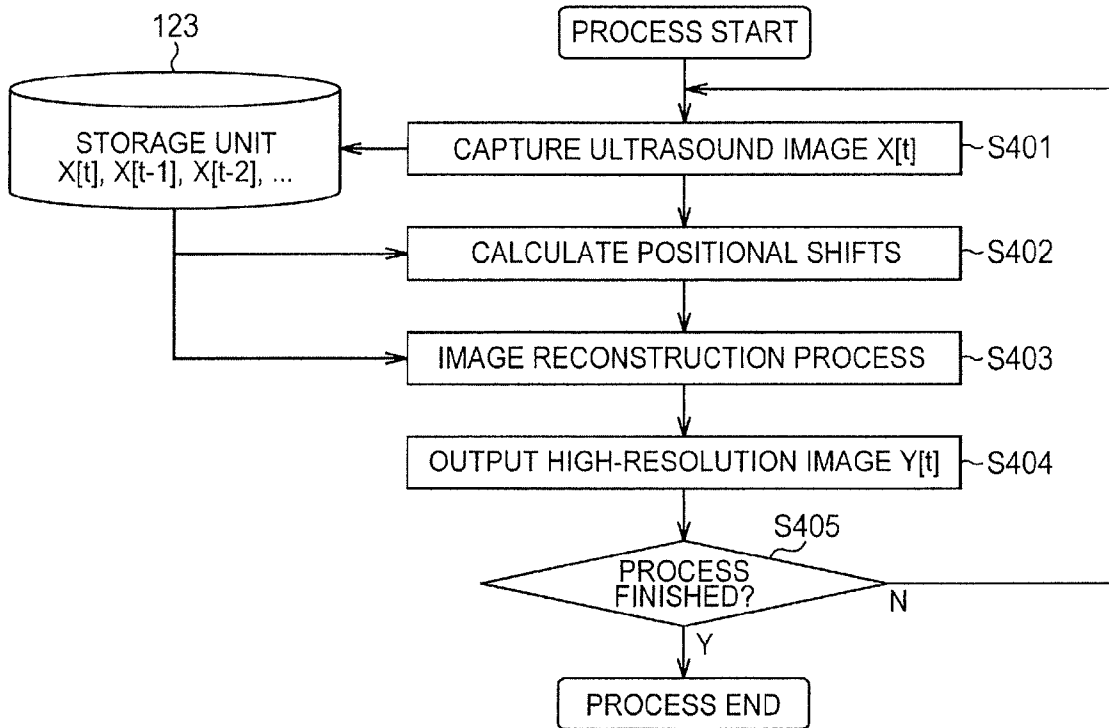 PROCESS START
123
STORAGE UNIT
X[t], X[t-1], X[t-2], ...
CAPTURE ULTRASOUND IMAGE X[t]
S401
CALCULATE POSITIONAL SHIFTS
S402
IMAGE RECONSTRUCTION PROCESS
S403
OUTPUT HIGH-RESOLUTION IMAGE Y[t]
S404
S405
PROCESS
FINISHED?
N
Y
PROCESS END